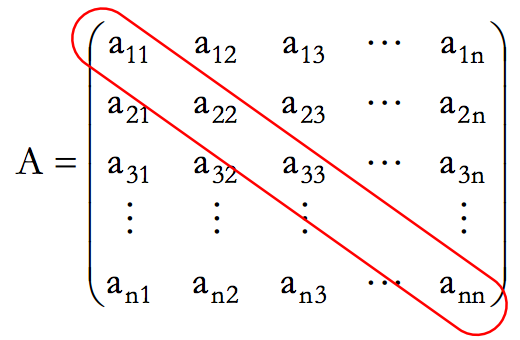 a₁₁ a₁₂ a₁₃ ⋯ a₁ₙ
a₂₁ a₂₂ a₂₃ ⋯ a₂ₙ
A = a₃₁ a₃₂ a₃₃ ⋯ a₃ₙ
⋮ ⋮ ⋮ ⋮
aₙ₁ aₙ₂ aₙ₃ ⋯ aₙₙ